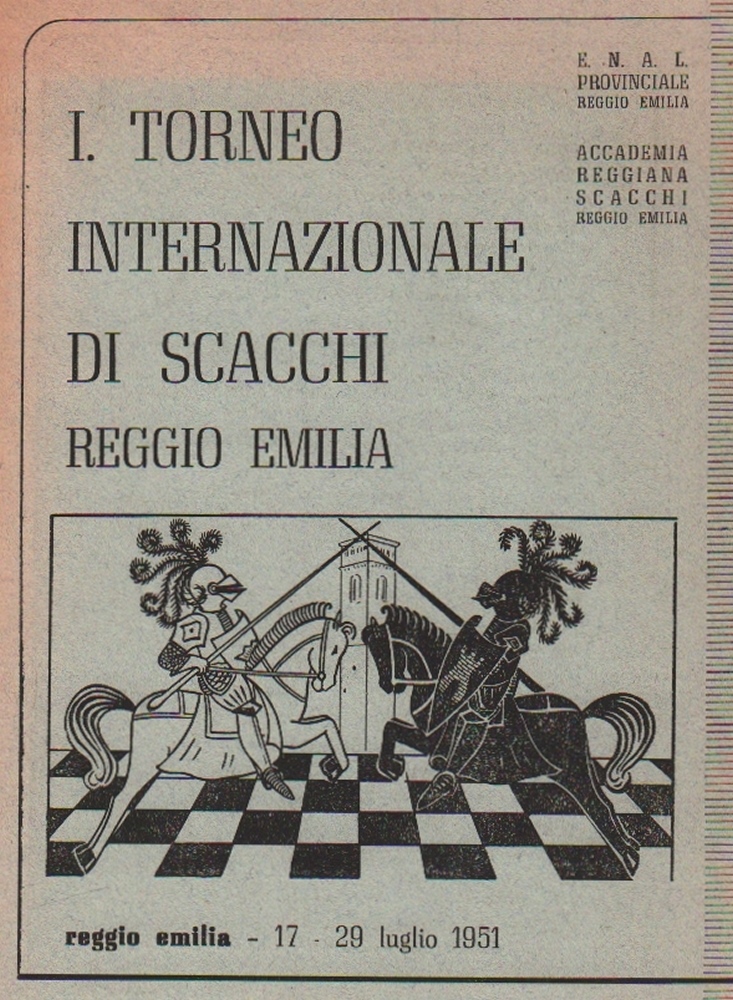 E. N. A. L.
PROVINCIALE
REGGIO EMILIA
ACCADEMIA
REGGIANA
SCACCHI
REGGIO EMILIA
I. TORNEO
INTERNAZIONALE
DI SCACCHI
REGGIO EMILIA
reggio emilia - 17 - 29 luglio 1951